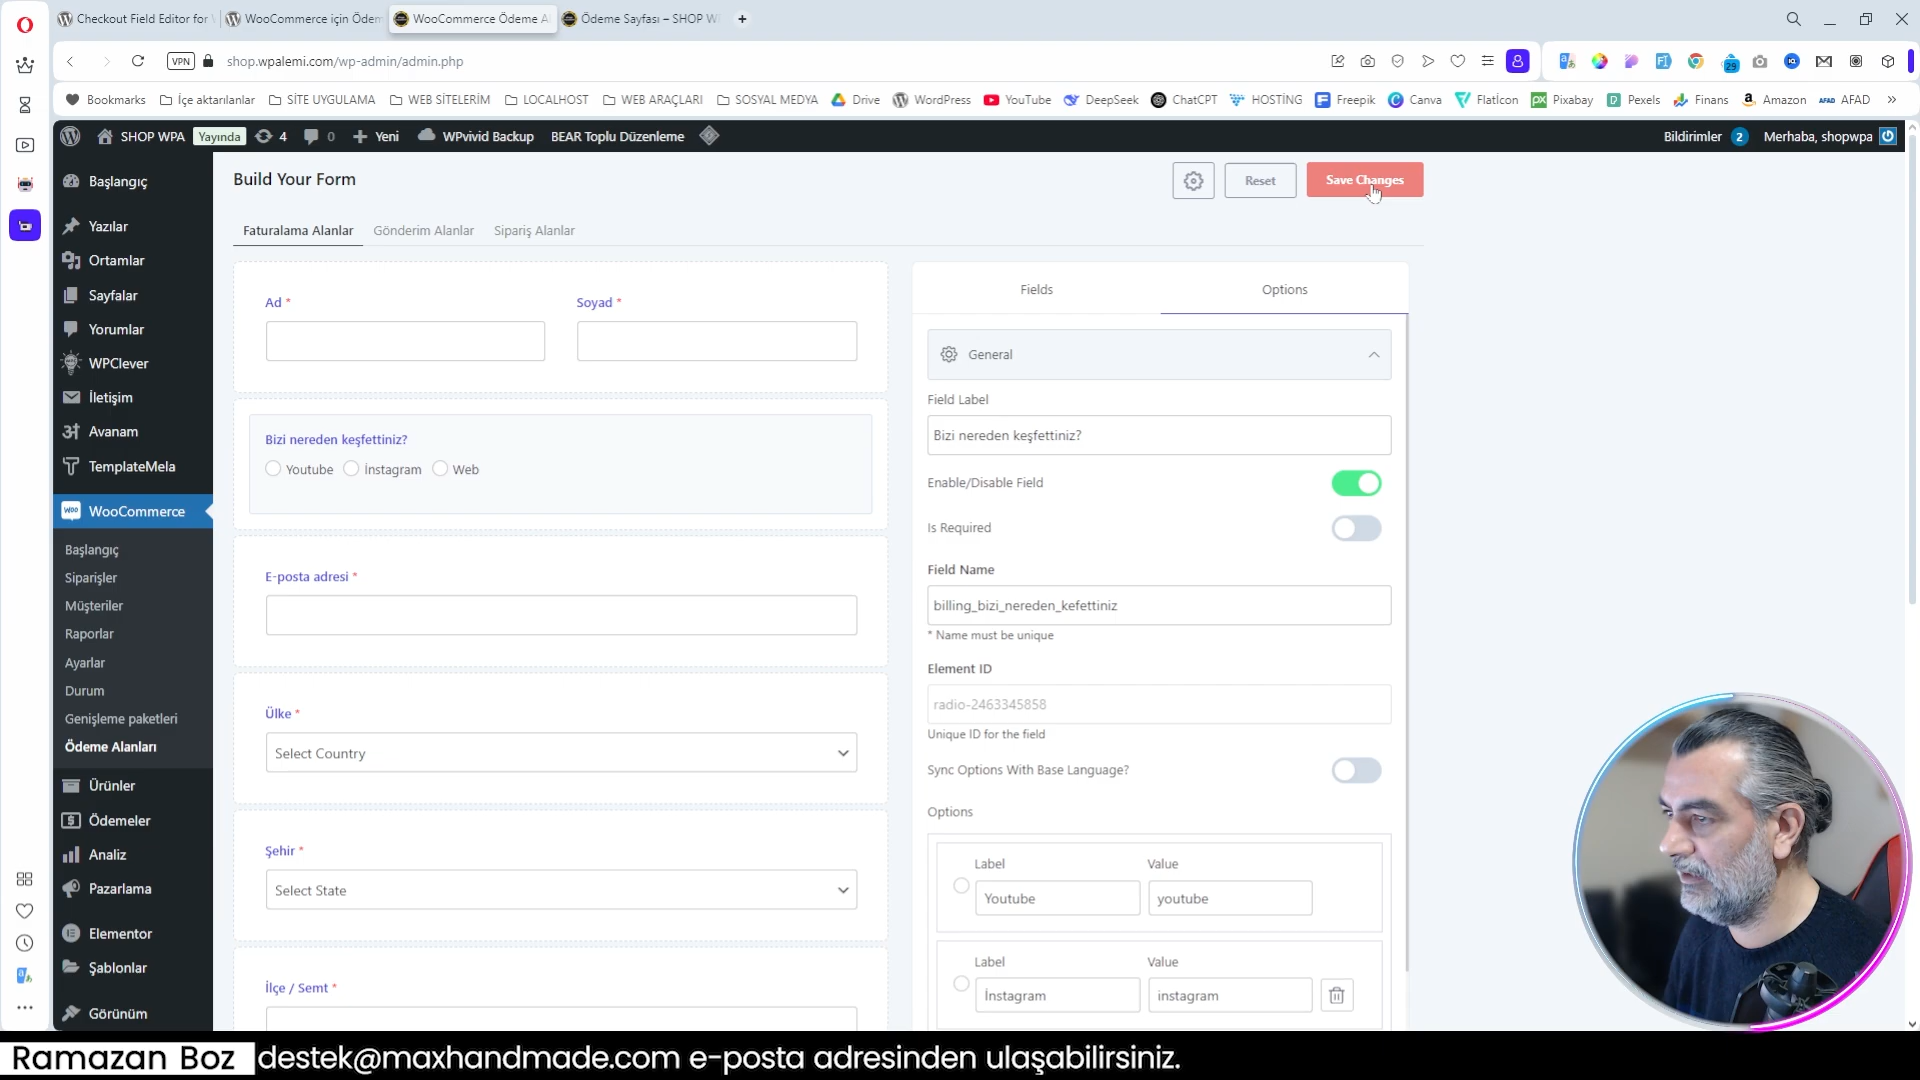 Checkout Field Editor for
WooCommerce için Ödem
WooCommerce Ödeme A
Ödeme Sayfası – SHOP W
VPN
shop.wpalemi.com/wp-admin/admin.php
29
Bookmarks
İçe aktarılanlar
SİTE UYGULAMA
WEB SİTELERİM
LOCALHOST
WEB ARAÇLARI
SOSYAL MEDYA
Drive
WordPress
YouTube
DeepSeek
ChatCPT
HOSTİNG
Freepik
Canva
FlatIcon
Pixabay
Pexels
Finans
Amazon
AFAD
SHOP WPA
Yayında
4
0
Yeni
WPvivid Backup
BEAR Toplu Düzenleme
Bildirimler 2
Merhaba, shopwpa
Başlangıç
Yazılar
Ortamlar
Sayfalar
Yorumlar
WPClever
İletişim
Avanam
TemplateMela
WooCommerce
Başlangıç
Siparişler
Müşteriler
Raporlar
Ayarlar
Durum
Genişleme paketleri
Ödeme Alanları
Ürünler
Ödemeler
Analiz
Pazarlama
Elementor
Şablonlar
Görünüm
Build Your Form
Reset
Save Changes
Faturalama Alanlar
Gönderim Alanlar
Sipariş Alanlar
Ad *
Soyad *
Bizi nereden keşfettiniz?
Youtube
İnstagram
Web
E-posta adresi *
Ülke *
Select Country
Şehir *
Select State
İlçe / Semt *
Fields
Options
General
Field Label
Bizi nereden keşfettiniz?
Enable/Disable Field
Is Required
Field Name
billing_bizi_nereden_kefettiniz
* Name must be unique
Element ID
radio-2463345858
Unique ID for the field
Sync Options With Base Language?
Options
Label
Value
Youtube
youtube
Label
Value
İnstagram
instagram
Ramazan Boz
destek@maxhandmade.com e-posta adresinden ulaşabilirsiniz.